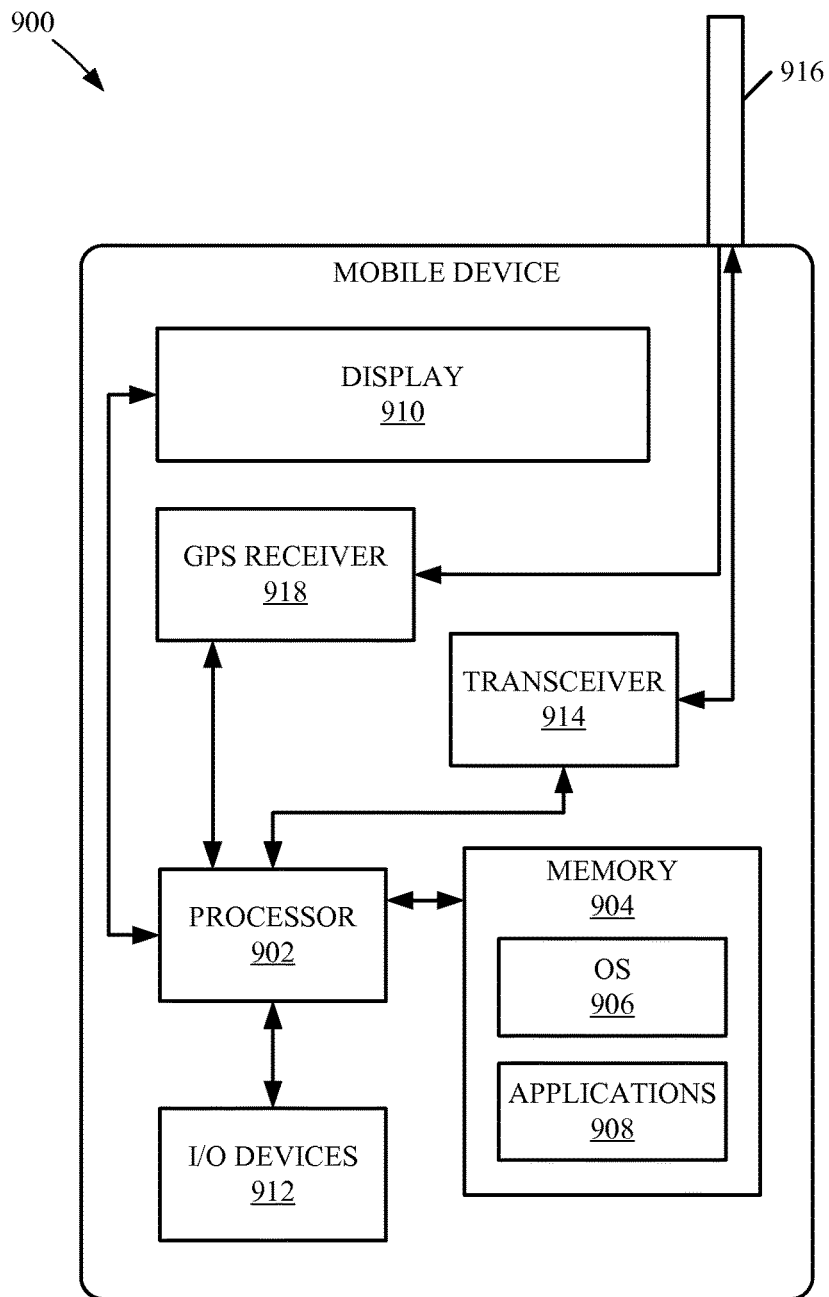 900
916
MOBILE DEVICE
DISPLAY
910
GPS RECEIVER
918
TRANSCEIVER
914
PROCESSOR
902
MEMORY
904
OS
906
APPLICATIONS
908
I/O DEVICES
912